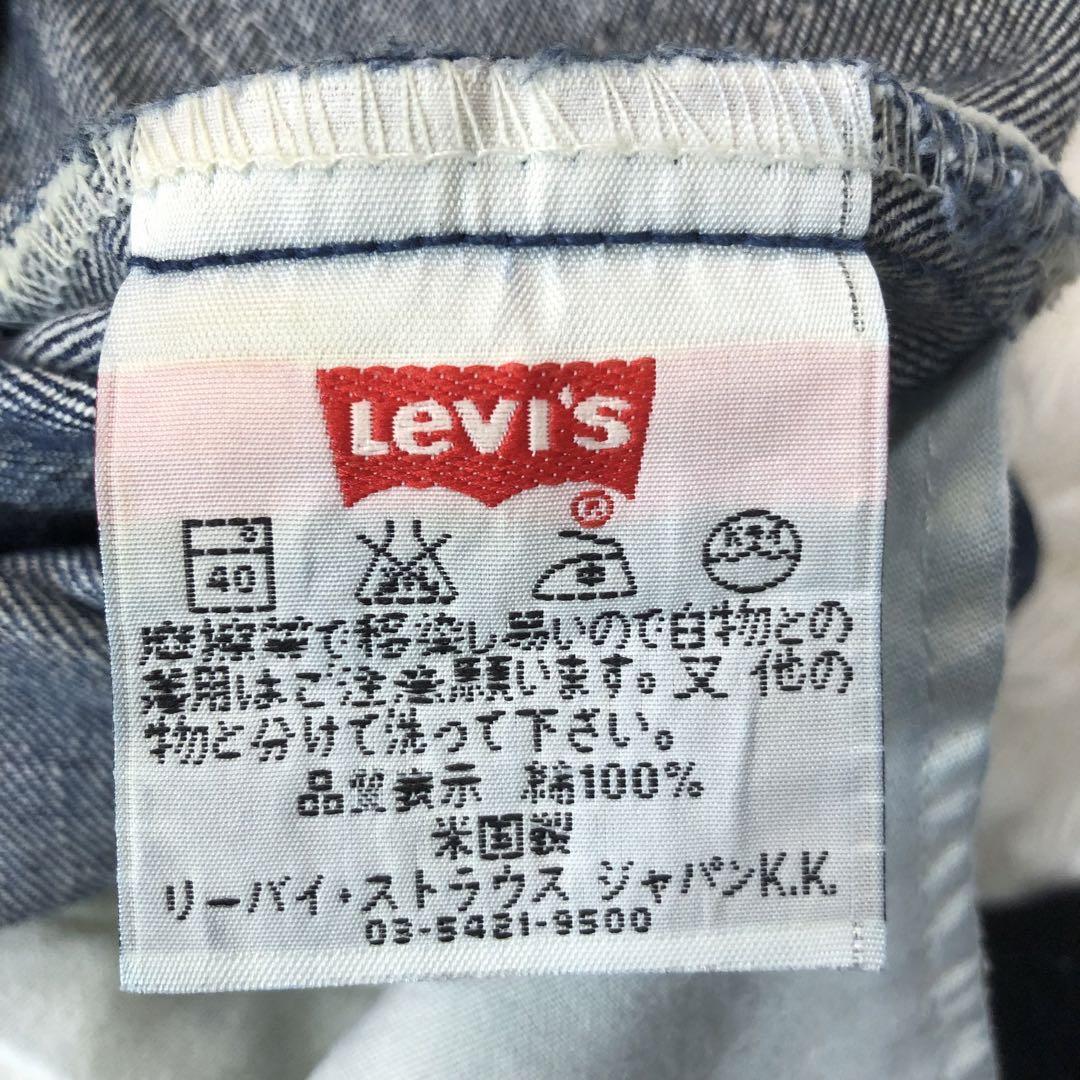 Levi's
®
40
摩擦等で移染し易いので白物との
着用はご注意願います。又 他の
物と分けて洗って下さい。
品質表示 綿100%
米国製
リーバイ・ストラウス ジャパンK.K.
03-5421-9500